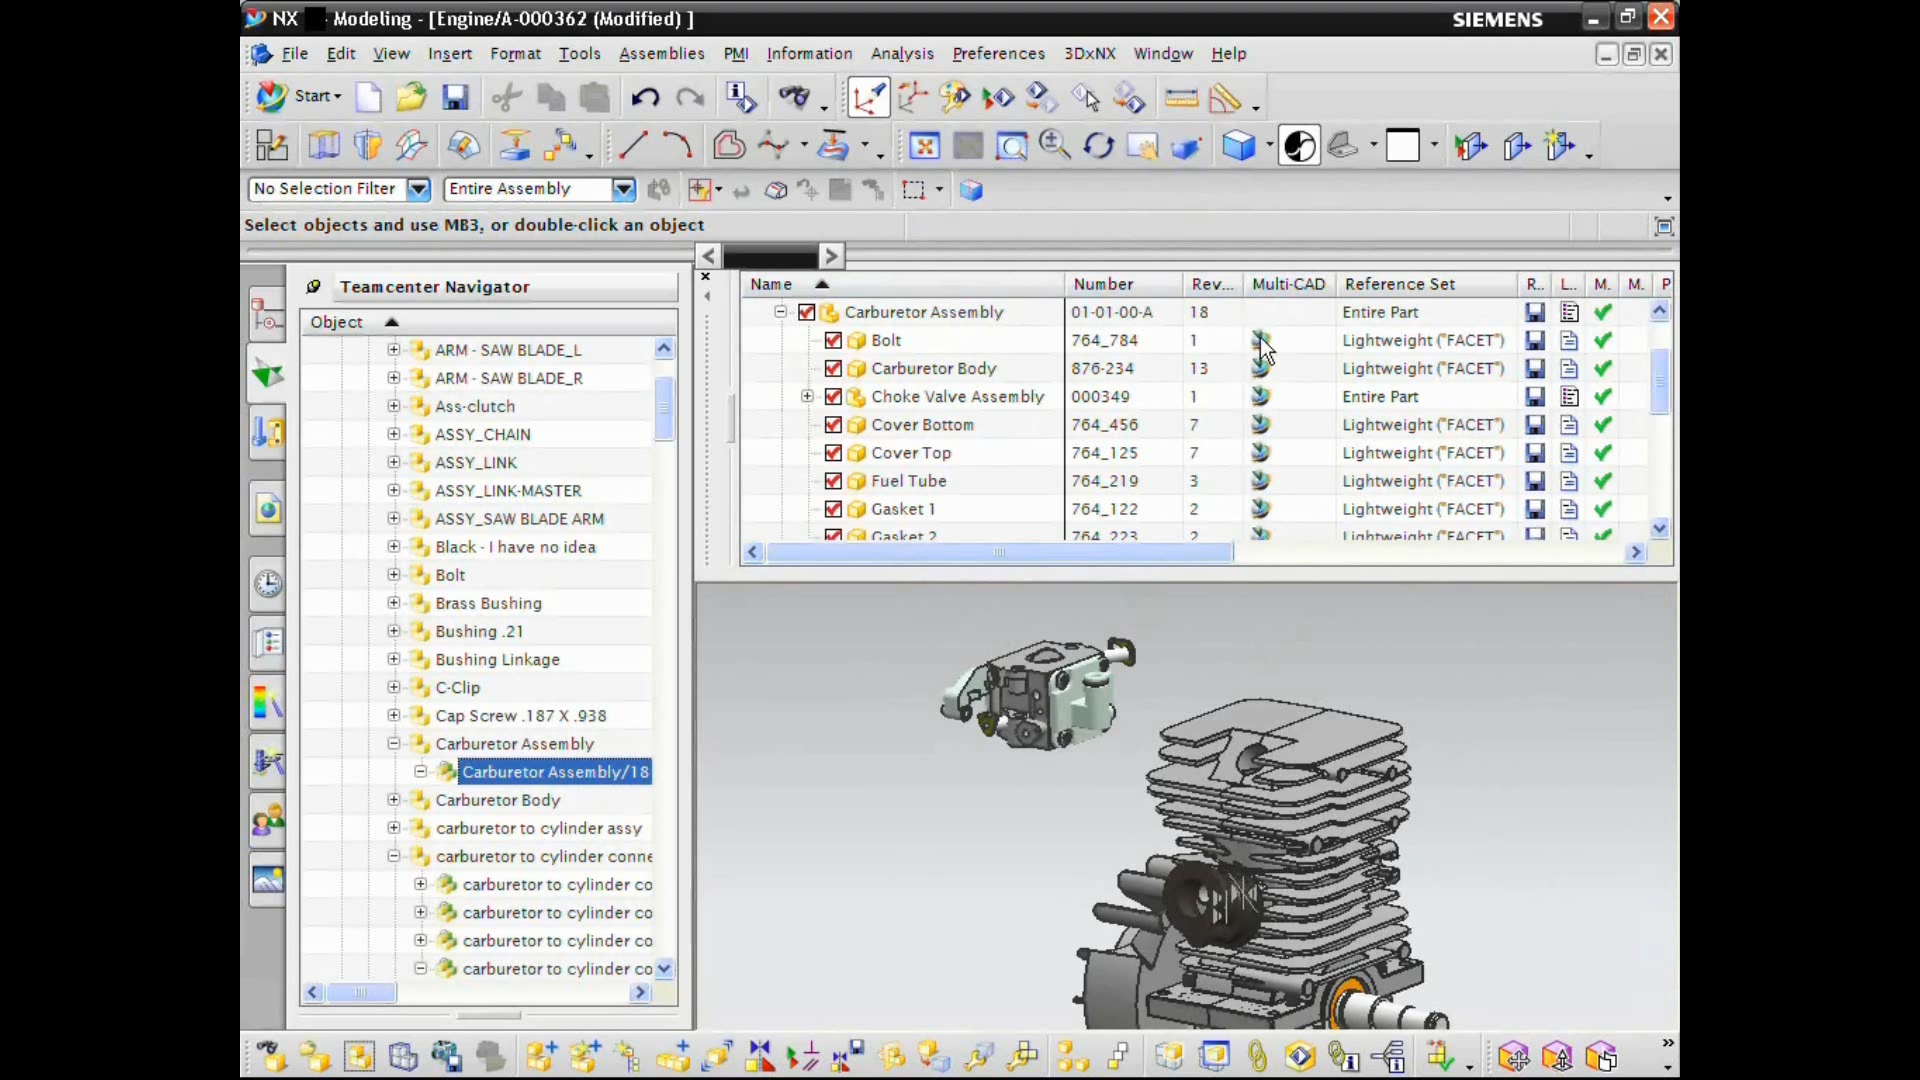 NX - Modeling - [Engine/A-000362 (Modified) ]
SIEMENS
File Edit View Insert Format Tools Assemblies PMI Information Analysis Preferences 3DxNX Window Help
Start
No Selection Filter Entire Assembly
Select objects and use MB3, or double-click an object
Teamcenter Navigator
Object
ARM - SAW BLADE_L
ARM - SAW BLADE_R
Ass-clutch
ASSY_CHAIN
ASSY_LINK
ASSY_LINK-MASTER
ASSY_SAW BLADE ARM
Black - I have no idea
Bolt
Brass Bushing
Bushing .21
Bushing Linkage
C-Clip
Cap Screw .187 X .938
Carburetor Assembly
Carburetor Assembly/18
Carburetor Body
carburetor to cylinder assy
carburetor to cylinder conne
carburetor to cylinder co
carburetor to cylinder co
carburetor to cylinder co
carburetor to cylinder co
Name Number Rev... Multi-CAD Reference Set R.. L.. M. M. P
Carburetor Assembly 01-01-00-A 18 Entire Part
Bolt 764_784 1 Lightweight ("FACET")
Carburetor Body 876-234 13 Lightweight ("FACET")
Choke Valve Assembly 000349 1 Entire Part
Cover Bottom 764_456 7 Lightweight ("FACET")
Cover Top 764_125 7 Lightweight ("FACET")
Fuel Tube 764_219 3 Lightweight ("FACET")
Gasket 1 764_122 2 Lightweight ("FACET")
Gasket 2 764_223 2 Lightweight ("FACET")